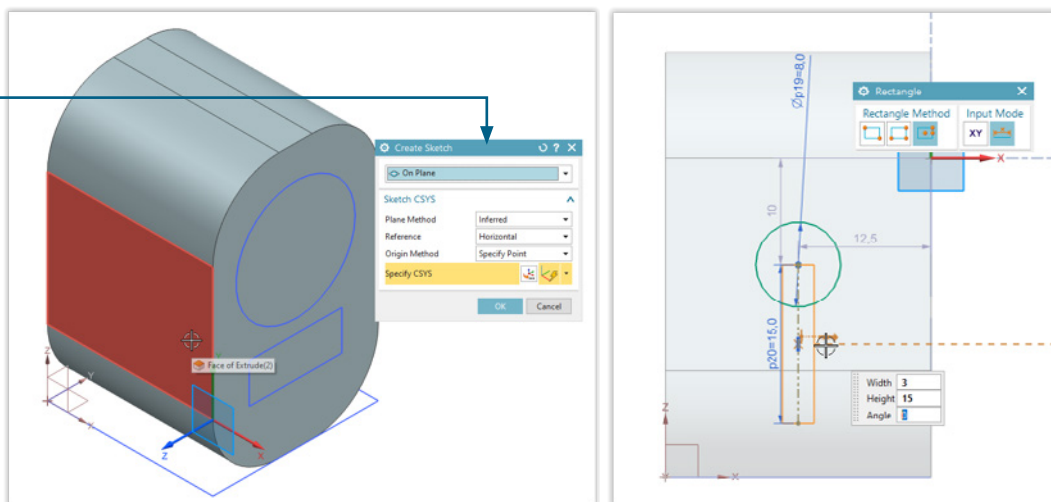 Create Sketch
On Plane
Sketch CSYS
Plane Method Inferred
Reference Horizontal
Origin Method Specify Point
Specify CSYS
OK Cancel
Face of Extrude(2)
Z
Y
X
Y
Z
X
Øp19=8,0
Rectangle
Rectangle Method Input Mode
XY
X
10
12,5
p20=15,0
Width 3
Height 15
Angle
Z
Y
X